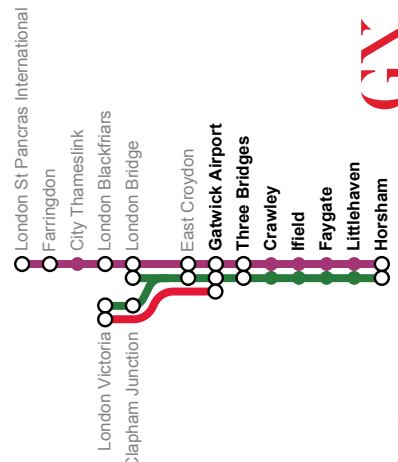 London St Pancras International
Farringdon
City Thameslink
London Blackfriars
London Bridge
East Croydon
Gatwick Airport
Three Bridges
Crawley
Ifield
Faygate
Littlehaven
Horsham
London Victoria
Clapham Junction
GX